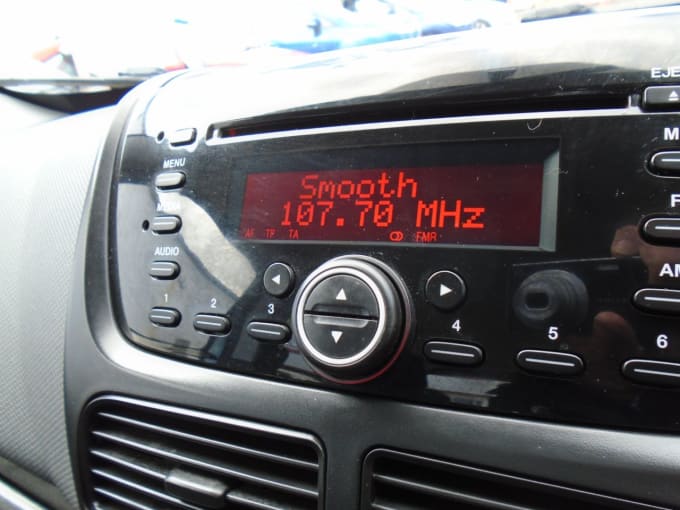 EJE
MENU
M
Smooth
107.70 MHz
AF TP TA FMR
F
AUDIO
AM
1 2 3 4 5 6